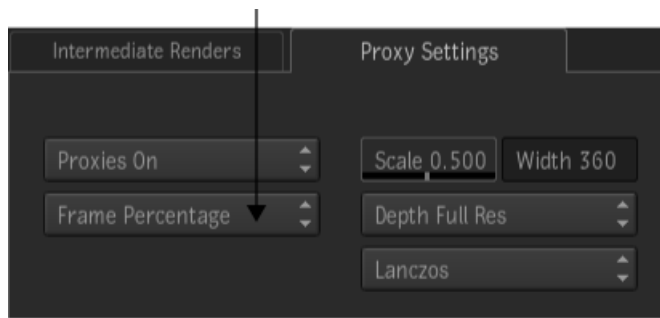 Intermediate Renders
Proxy Settings
Proxies On
Scale 0.500
Width 360
Frame Percentage
Depth Full Res
Lanczos